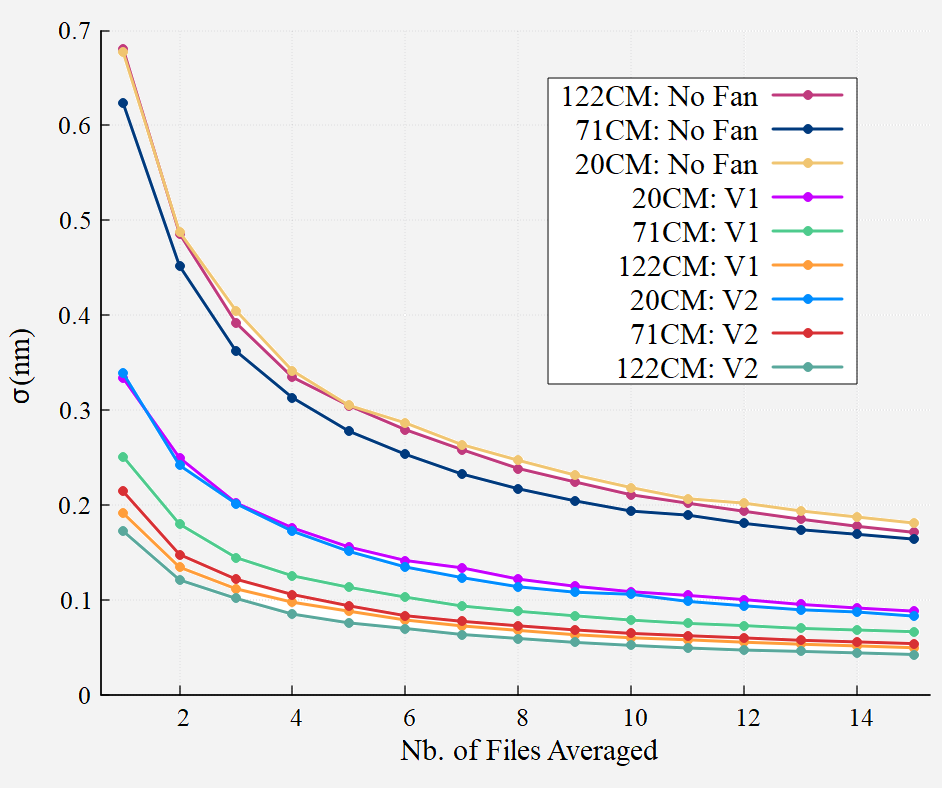 0.7
0.6
0.5
0.4
0.3
0.2
0.1
0
σ(nm)
122CM: No Fan
71CM: No Fan
20CM: No Fan
20CM: V1
71CM: V1
122CM: V1
20CM: V2
71CM: V2
122CM: V2
2 4 6 8 10 12 14
Nb. of Files Averaged